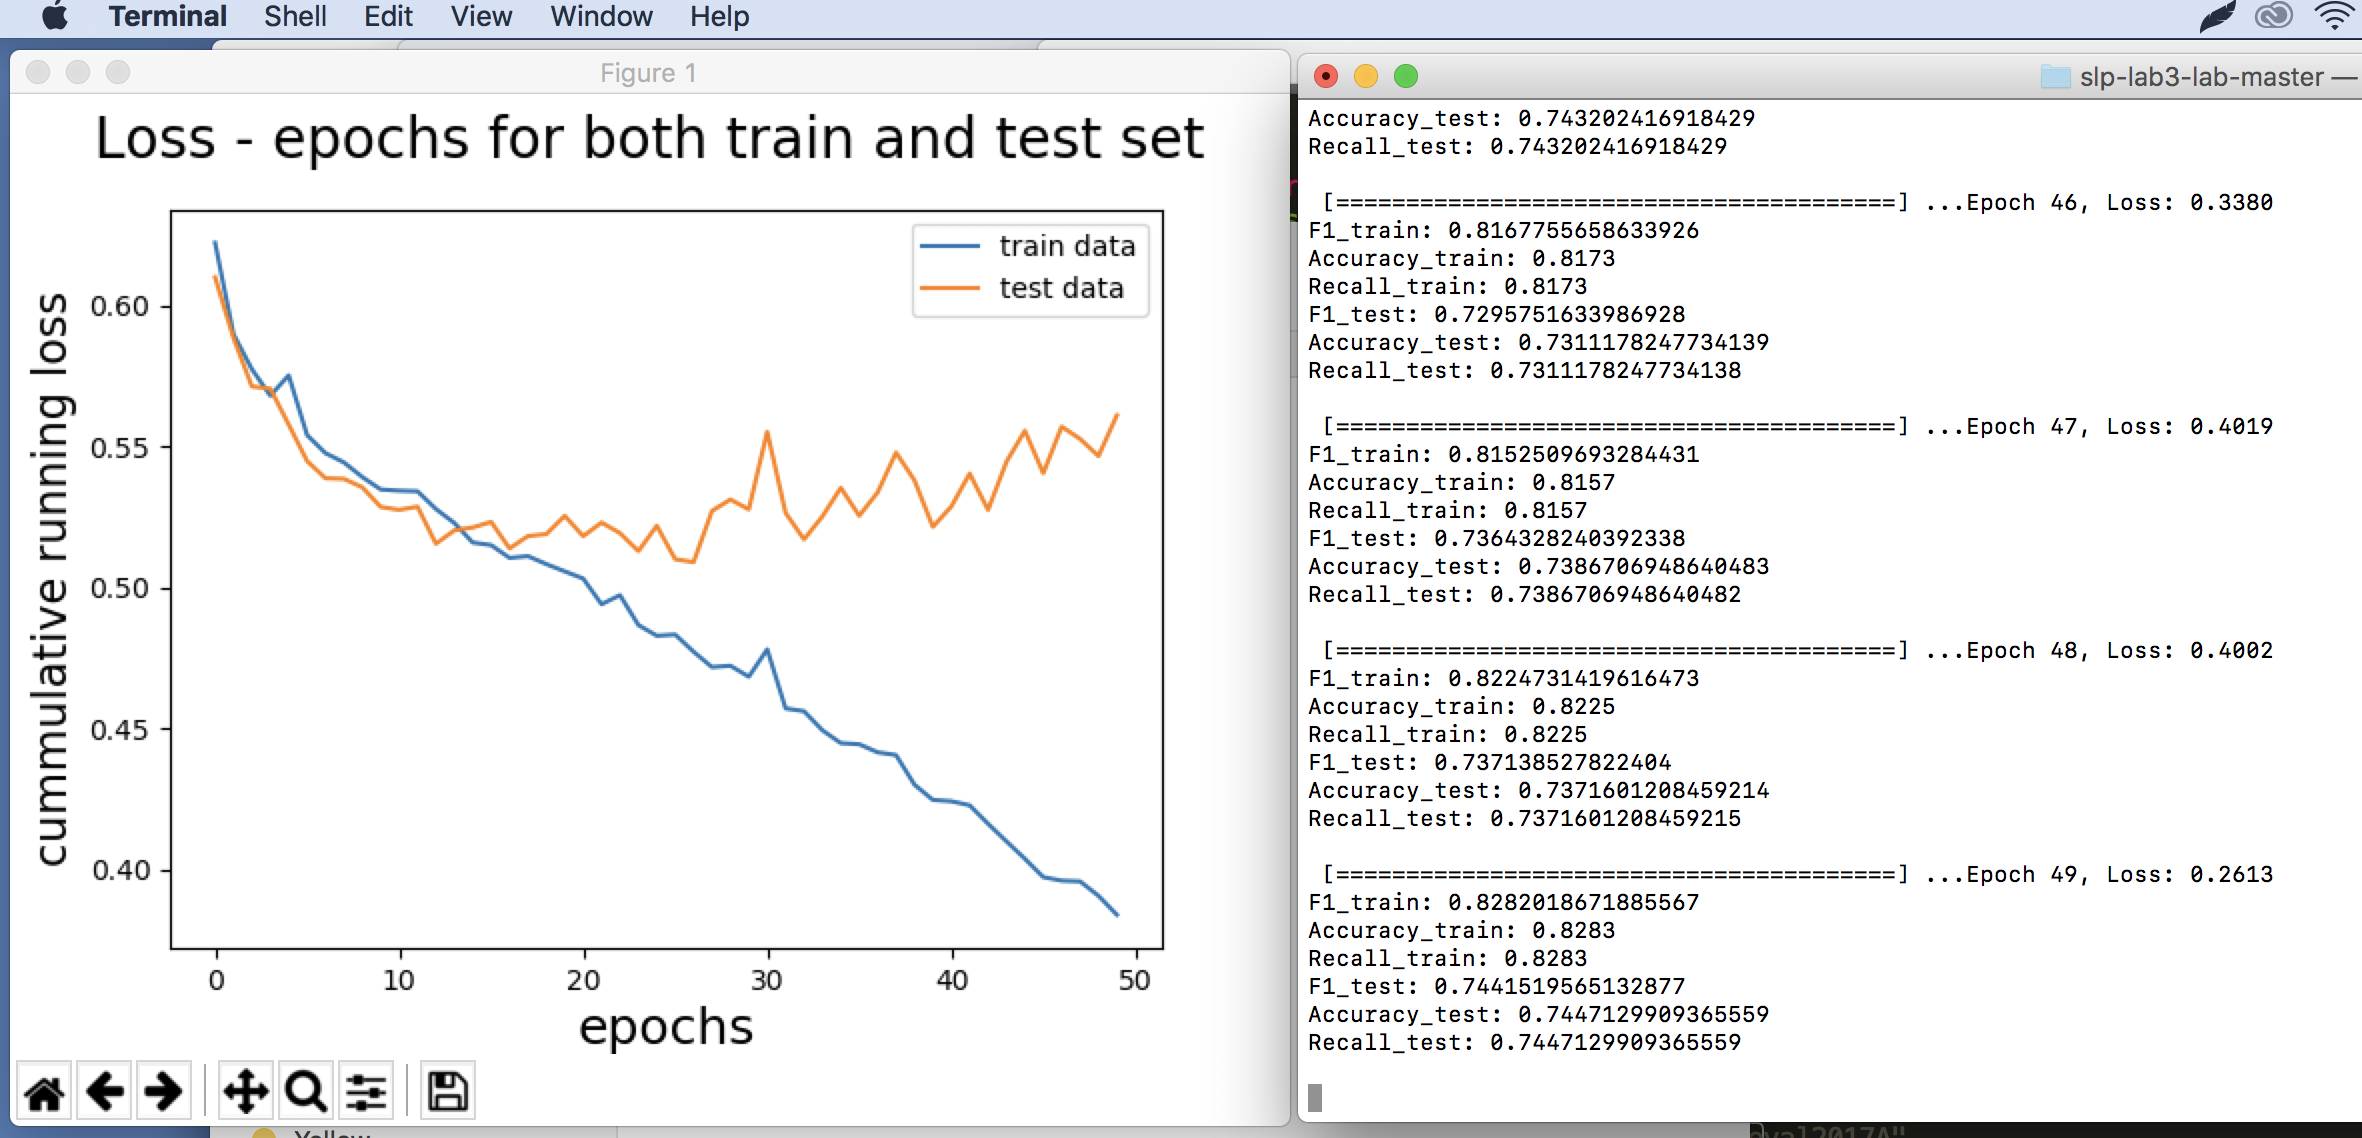 Terminal Shell Edit View Window Help
Figure 1
Loss - epochs for both train and test set
train data
test data
cummulative running loss
0.60
0.55
0.50
0.45
0.40
0 10 20 30 40 50
epochs
slp-lab3-lab-master —
Accuracy_test: 0.743202416918429
Recall_test: 0.743202416918429
[========================================] ...Epoch 46, Loss: 0.3380
F1_train: 0.8167755658633926
Accuracy_train: 0.8173
Recall_train: 0.8173
F1_test: 0.7295751633986928
Accuracy_test: 0.7311178247734139
Recall_test: 0.7311178247734138
[========================================] ...Epoch 47, Loss: 0.4019
F1_train: 0.8152509693284431
Accuracy_train: 0.8157
Recall_train: 0.8157
F1_test: 0.7364328240392338
Accuracy_test: 0.7386706948640483
Recall_test: 0.7386706948640482
[========================================] ...Epoch 48, Loss: 0.4002
F1_train: 0.8224731419616473
Accuracy_train: 0.8225
Recall_train: 0.8225
F1_test: 0.737138527822404
Accuracy_test: 0.7371601208459214
Recall_test: 0.7371601208459215
[========================================] ...Epoch 49, Loss: 0.2613
F1_train: 0.8282018671885567
Accuracy_train: 0.8283
Recall_train: 0.8283
F1_test: 0.7441519565132877
Accuracy_test: 0.7447129909365559
Recall_test: 0.7447129909365559